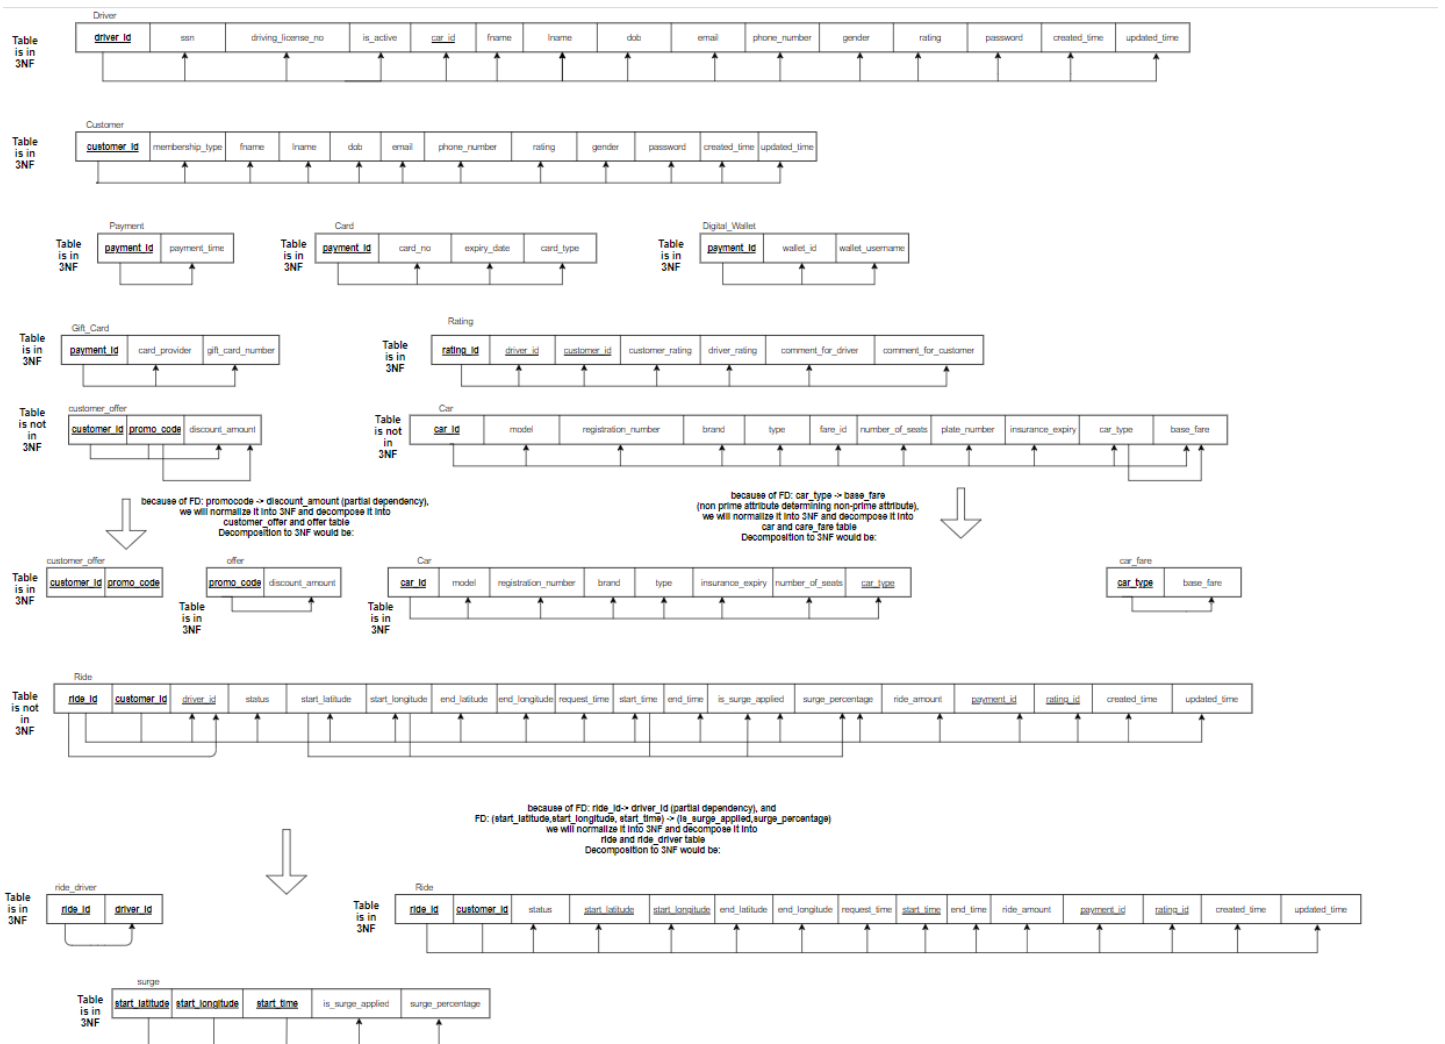 Driver
Table is in 3NF
driver_id ssn driving_license_no is_active car_id fname lname dob email phone_number gender rating password created_time updated_time
Customer
Table is in 3NF
customer_id membership_type fname lname dob email phone_number rating gender password created_time updated_time
Payment
Table is in 3NF
payment_id payment_time
Card
Table is in 3NF
payment_id card_no expiry_date card_type
Digital_Wallet
Table is in 3NF
payment_id wallet_id wallet_username
Gift_Card
Table is in 3NF
payment_id card_provider gift_card_number
Rating
Table is in 3NF
rating_id driver_id customer_id customer_rating driver_rating comment_for_driver comment_for_customer
customer_offer
Table is not in 3NF
customer_id promo_code discount_amount
Car
Table is not in 3NF
car_id model registration_number brand type fare_id number_of_seats plate_number insurance_expiry car_type base_fare
because of FD: promocode -> discount_amount (partial dependency),
we will normalize it into 3NF and decompose it into
customer_offer and offer table
Decomposition to 3NF would be:
because of FD: car_type -> base_fare
(non prime attribute determining non-prime attribute),
we will normalize it into 3NF and decompose it into
car and care_fare table
Decomposition to 3NF would be:
customer_offer
Table is in 3NF
customer_id promo_code
offer
promo_code discount_amount
Table is in 3NF
Car
car_id model registration_number brand type insurance_expiry number_of_seats car_type
Table is in 3NF
car_fare
car_type base_fare
Ride
Table is not in 3NF
ride_id customer_id driver_id status start_latitude start_longitude end_latitude end_longitude request_time start_time end_time is_surge_applied surge_percentage ride_amount payment_id rating_id created_time updated_time
because of FD: ride_id-> driver_id (partial dependency), and
FD: (start_latitude,start_longitude, start_time) -> (is_surge_applied,surge_percentage)
we will normalize it into 3NF and decompose it into
ride and ride_driver table
Decomposition to 3NF would be:
ride_driver
Table is in 3NF
ride_id driver_id
Ride
Table is in 3NF
ride_id customer_id status start_latitude start_longitude end_latitude end_longitude request_time start_time end_time ride_amount payment_id rating_id created_time updated_time
surge
Table is in 3NF
start_latitude start_longitude start_time is_surge_applied surge_percentage